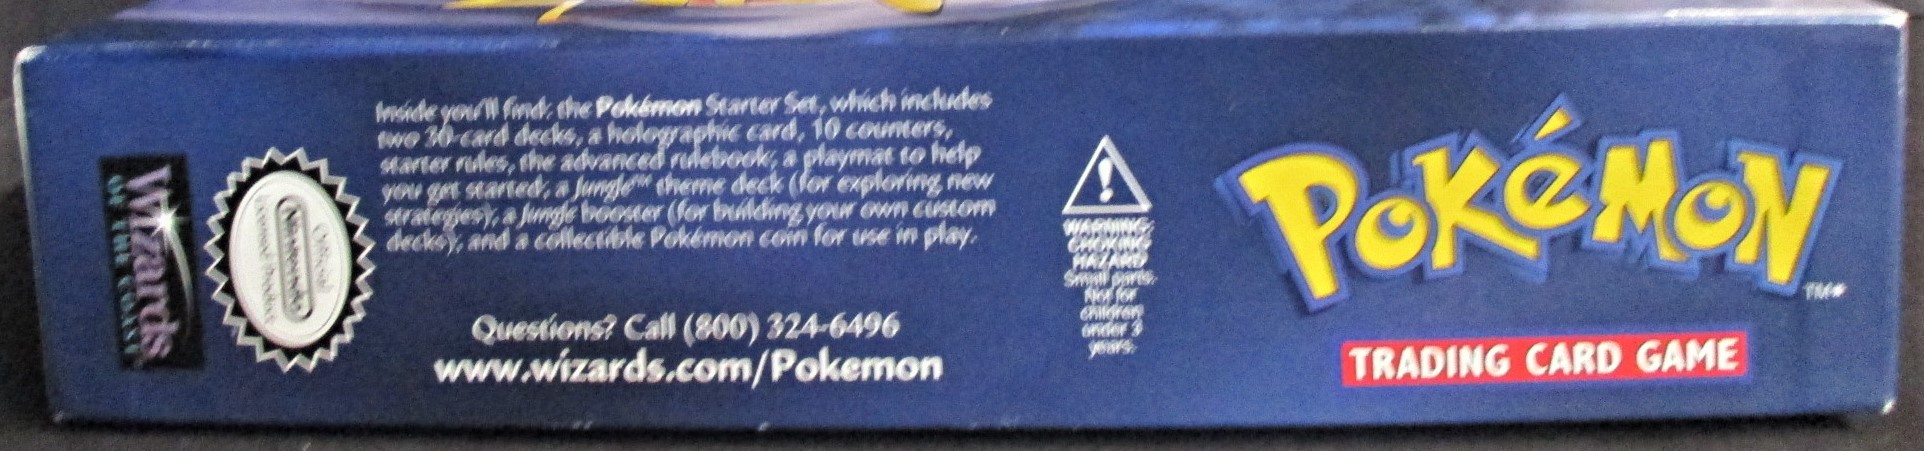 Wizards
OF THE COAST
Official
Nintendo
Licensed Product
Inside you'll find: the Pokémon Starter Set, which includes
two 30-card decks, a holographic card, 10 counters,
starter rules, the advanced rulebook, a playmat to help
you get started; a Jungle™ theme deck (for exploring new
strategies); a Jungle booster (for building your own custom
decks); and a collectible Pokémon coin for use in play.
Questions? Call (800) 324-6496
www.wizards.com/Pokemon
WARNING:
CHOKING
HAZARD
Small parts.
Not for
children
under 3
years.
POKéMON
TM
TRADING CARD GAME